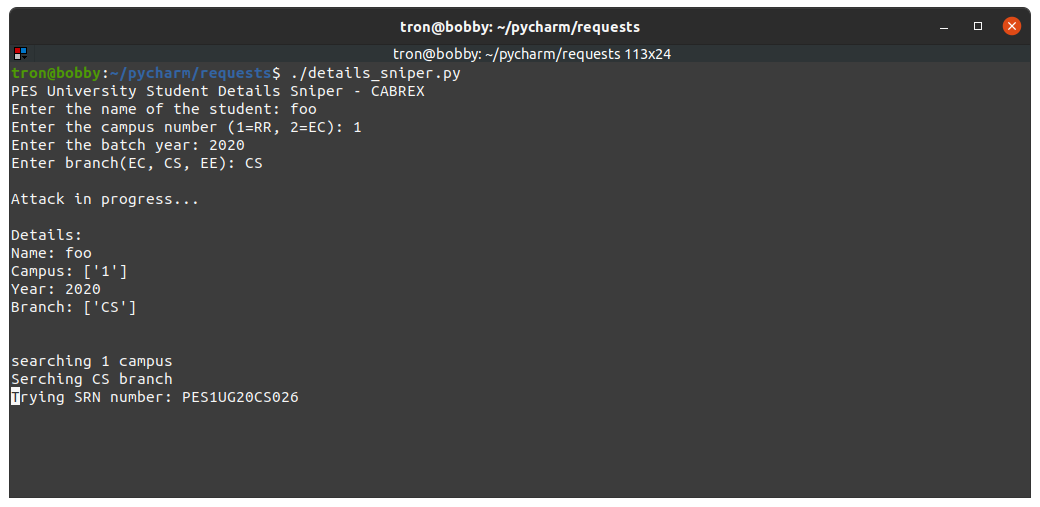 tron@bobby: ~/pycharm/requests
tron@bobby: ~/pycharm/requests 113x24
tron@bobby:~/pycharm/requests$ ./details_sniper.py
PES University Student Details Sniper - CABREX
Enter the name of the student: foo
Enter the campus number (1=RR, 2=EC): 1
Enter the batch year: 2020
Enter branch(EC, CS, EE): CS
Attack in progress...
Details:
Name: foo
Campus: ['1']
Year: 2020
Branch: ['CS']
searching 1 campus
Serching CS branch
Trying SRN number: PES1UG20CS026